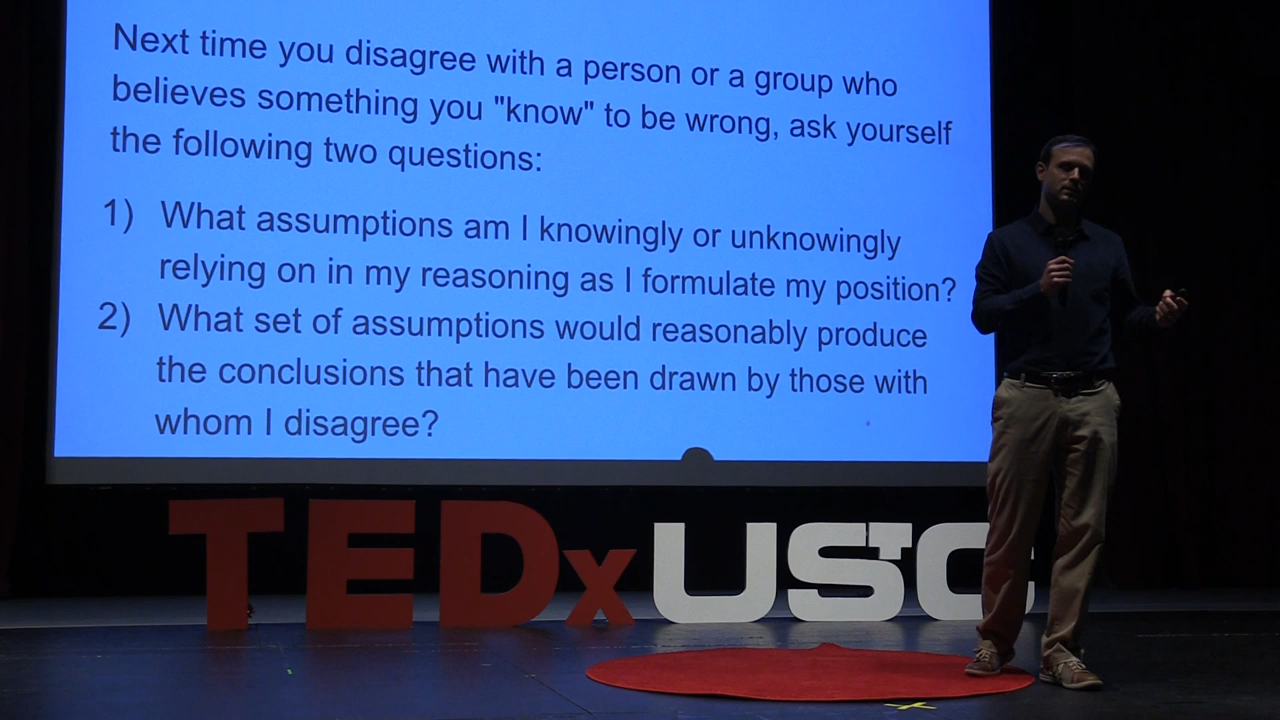 Next time you disagree with a person or a group who
believes something you "know" to be wrong, ask yourself
the following two questions:
1) What assumptions am I knowingly or unknowingly
relying on in my reasoning as I formulate my position?
2) What set of assumptions would reasonably produce
the conclusions that have been drawn by those with
whom I disagree?
TEDxUSTC